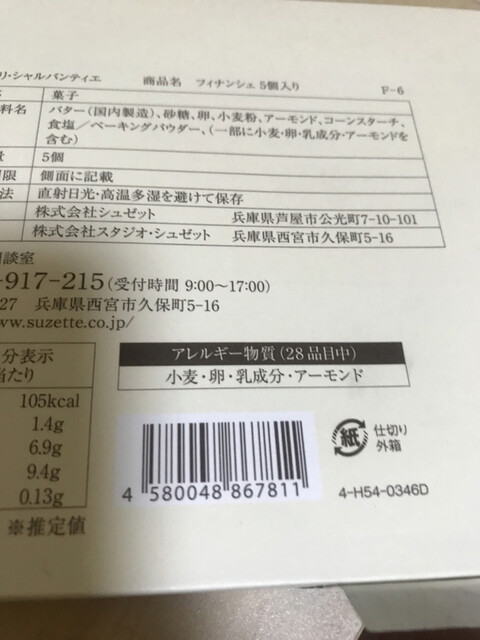 リ・シャルパンティエ 商品名 フィナンシェ 5個入り F-6
菓子
料名 バター(国内製造)、砂糖、卵、小麦粉、アーモンド、コーンスターチ、
食塩/ベーキングパウダー、(一部に小麦・卵・乳成分・アーモンドを
含む)
量 5個
限 側面に記載
法 直射日光・高温多湿を避けて保存
株式会社シュゼット 兵庫県芦屋市公光町7-10-101
株式会社スタジオ・シュゼット 兵庫県西宮市久保町5-16
談室
-917-215(受付時間 9:00〜17:00)
27 兵庫県西宮市久保町5-16
ww.suzette.co.jp/
分表示
当たり
105kcal
1.4g
6.9g
9.4g
0.13g
※推定値
アレルギー物質(28品目中)
小麦・卵・乳成分・アーモンド
4 580048 867811
紙 仕切り
外箱
4-H54-0346D